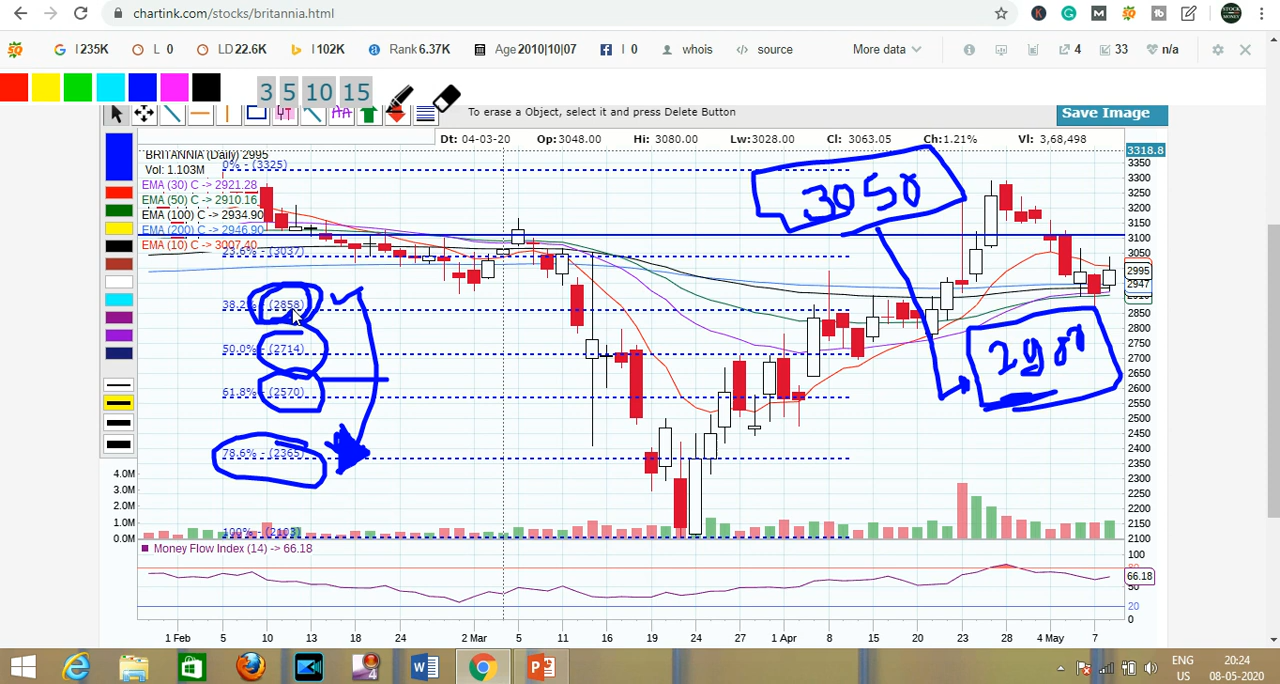 chartink.com/stocks/britannia.html
I 235K L 0 LD 22.6K I 102K Rank 6.37K Age 2010|10|07 I 0 whois source More data 4 33 n/a
3 5 10 15
To erase a Object, select it and press Delete Button
Save Image
Dt: 04-03-20 Op:3048.00 Hi: 3080.00 Lw:3028.00 Cl: 3063.05 Ch:1.21% Vl: 3,68,498
BRITANNIA (Daily) 2995
Vol: 1.103M
0% - (3325)
EMA (30) C -> 2921.28
EMA (50) C -> 2910.16
EMA (100) C -> 2934.90
EMA (200) C -> 2946.90
EMA (10) C -> 3007.40
23.6% - (3037)
38.2% - (2858)
50.0% - (2714)
61.8% - (2570)
78.6% - (2365)
100% - (2103)
3050
3318.8
3350
3300
3250
3200
3150
3100
3050
2995
2947
2850
2800
2750
2700
2650
2600
2550
2500
2450
2400
2350
2300
2250
2200
2150
2100
4.0M
3.0M
2.0M
1.0M
0.0M
Money Flow Index (14) -> 66.18
100
66.18
20
0
1 Feb 5 10 13 18 24 2 Mar 5 11 16 19 24 27 1 Apr 8 15 20 23 28 4 May 7
ENG
US
20:24
08-05-2020